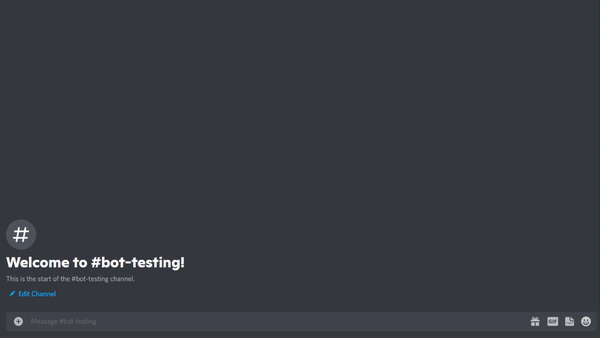 #
Welcome to #bot-testing!
This is the start of the #bot-testing channel.
Edit Channel
Message #bot-testing
GIF